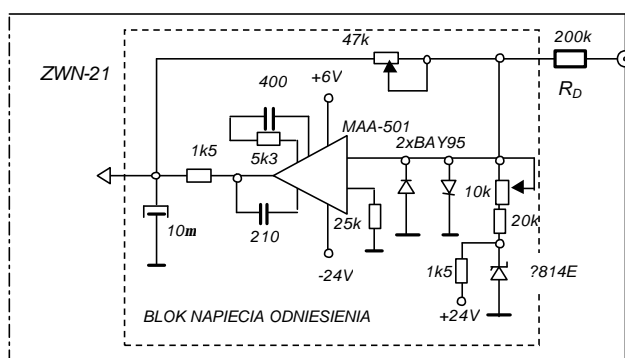 47k
200k
ZWN-21
400
+6V
R_D
MAA-501
5k3
2xBAY95
1k5
10k
10m
210
25k
20k
-24V
1k5
?814E
+24V
BLOK NAPIECIA ODNIESIENIA